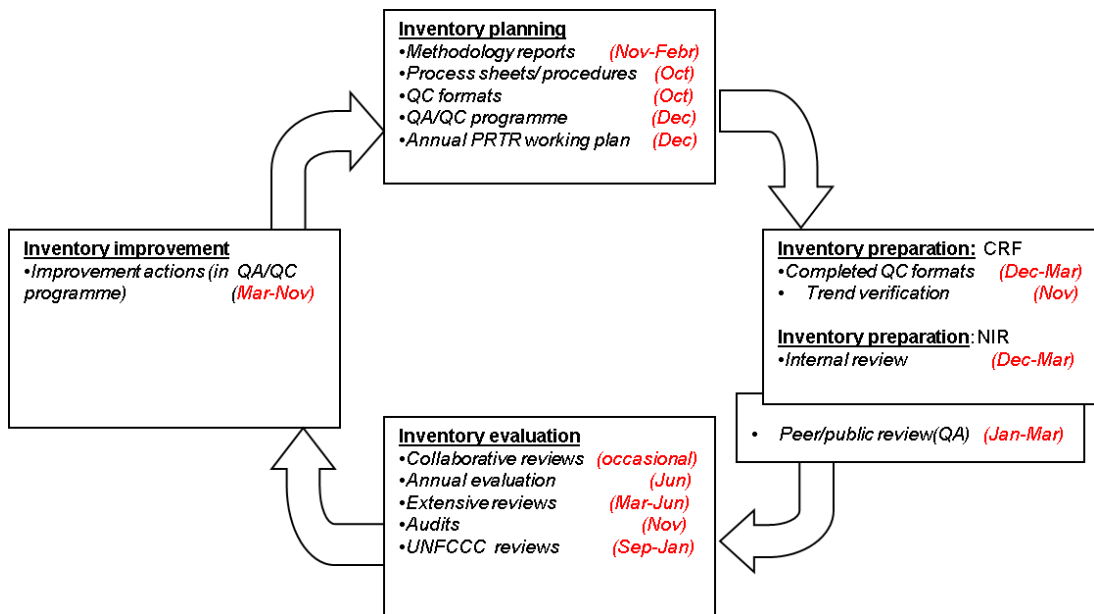 Inventory planning
•Methodology reports (Nov-Febr)
•Process sheets/ procedures (Oct)
•QC formats (Oct)
•QA/QC programme (Dec)
•Annual PRTR working plan (Dec)
Inventory improvement
•Improvement actions (in QA/QC
programme) (Mar-Nov)
Inventory preparation: CRF
•Completed QC formats (Dec-Mar)
• Trend verification (Nov)
Inventory preparation: NIR
•Internal review (Dec-Mar)
• Peer/public review(QA) (Jan-Mar)
Inventory evaluation
•Collaborative reviews (occasional)
•Annual evaluation (Jun)
•Extensive reviews (Mar-Jun)
•Audits (Nov)
•UNFCCC reviews (Sep-Jan)